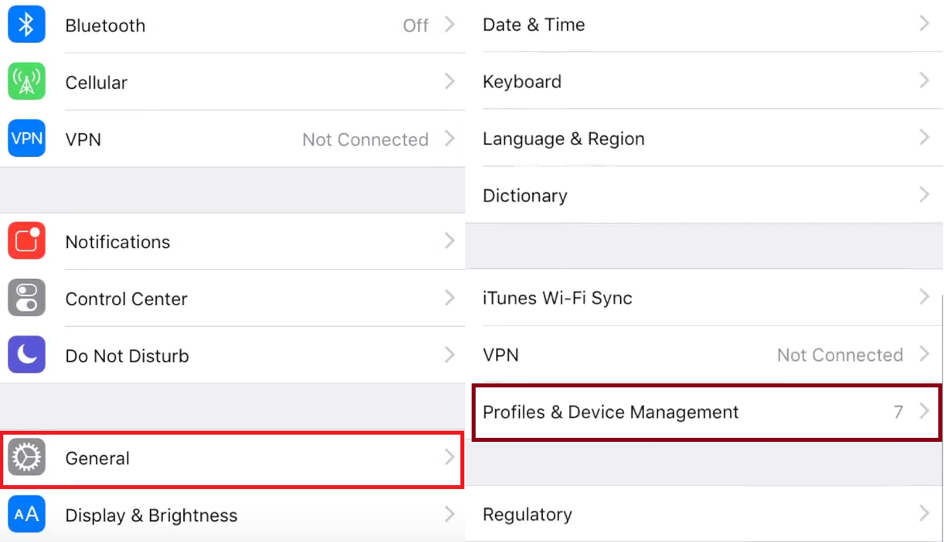 Bluetooth Off
Cellular
VPN VPN Not Connected
Notifications
Control Center
Do Not Disturb
General
AA Display & Brightness
Date & Time
Keyboard
Language & Region
Dictionary
iTunes Wi-Fi Sync
VPN Not Connected
Profiles & Device Management 7
Regulatory